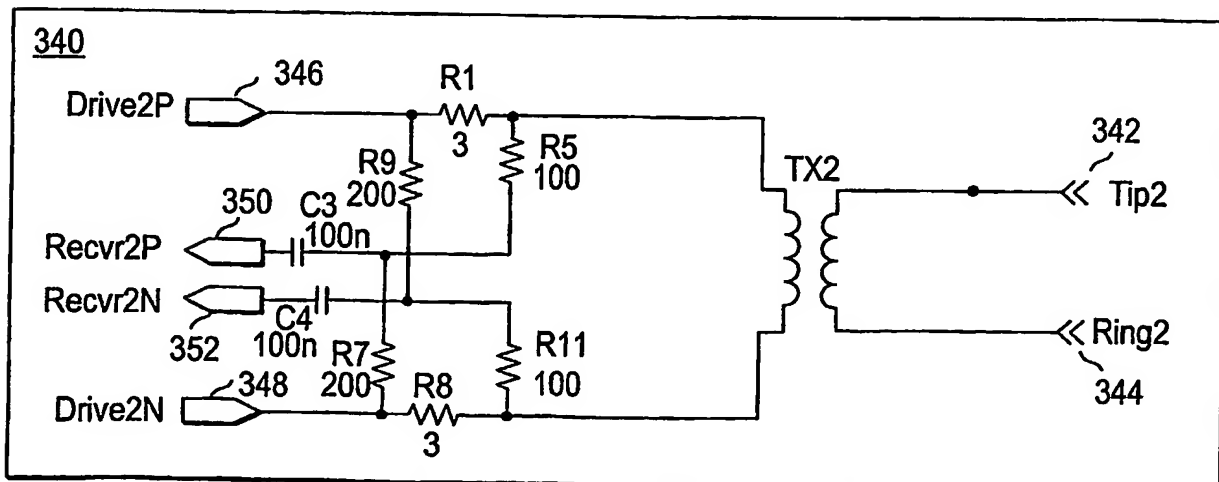 340
346
R1
Drive2P
3
R5
100
342
R9
200
TX2
Tip2
350
C3
100n
Recvr2P
Recvr2N
C4
100n
352
R7
200
R11
100
Ring2
344
348
R8
Drive2N
3